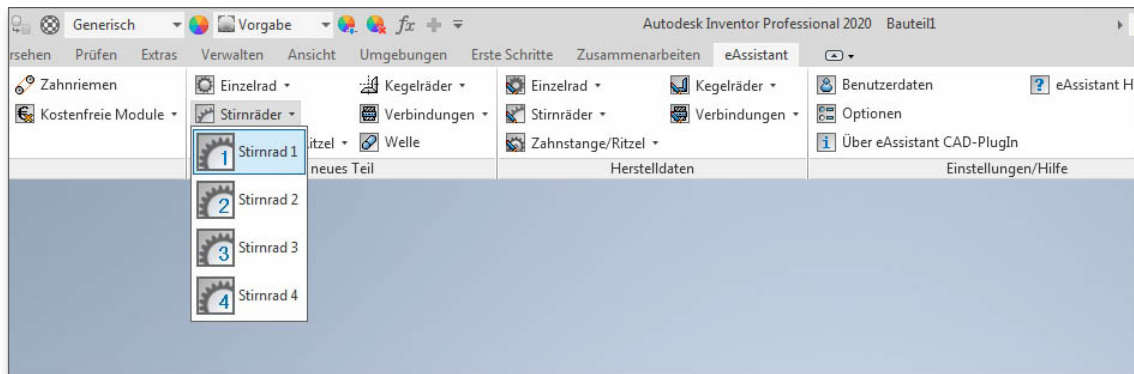 Generisch Vorgabe fx Autodesk Inventor Professional 2020 Bauteil1
rsehen Prüfen Extras Verwalten Ansicht Umgebungen Erste Schritte Zusammenarbeiten eAssistant
Zahnriemen Einzelrad Kegelräder Einzelrad Kegelräder Benutzerdaten ? eAssistant H
Kostenfreie Module Stirnräder Verbindungen Stirnräder Verbindungen Optionen
itzel Welle Zahnstange/Ritzel i Über eAssistant CAD-PlugIn
neues Teil Herstelldaten Einstellungen/Hilfe
1 Stirnrad 1
2 Stirnrad 2
3 Stirnrad 3
4 Stirnrad 4